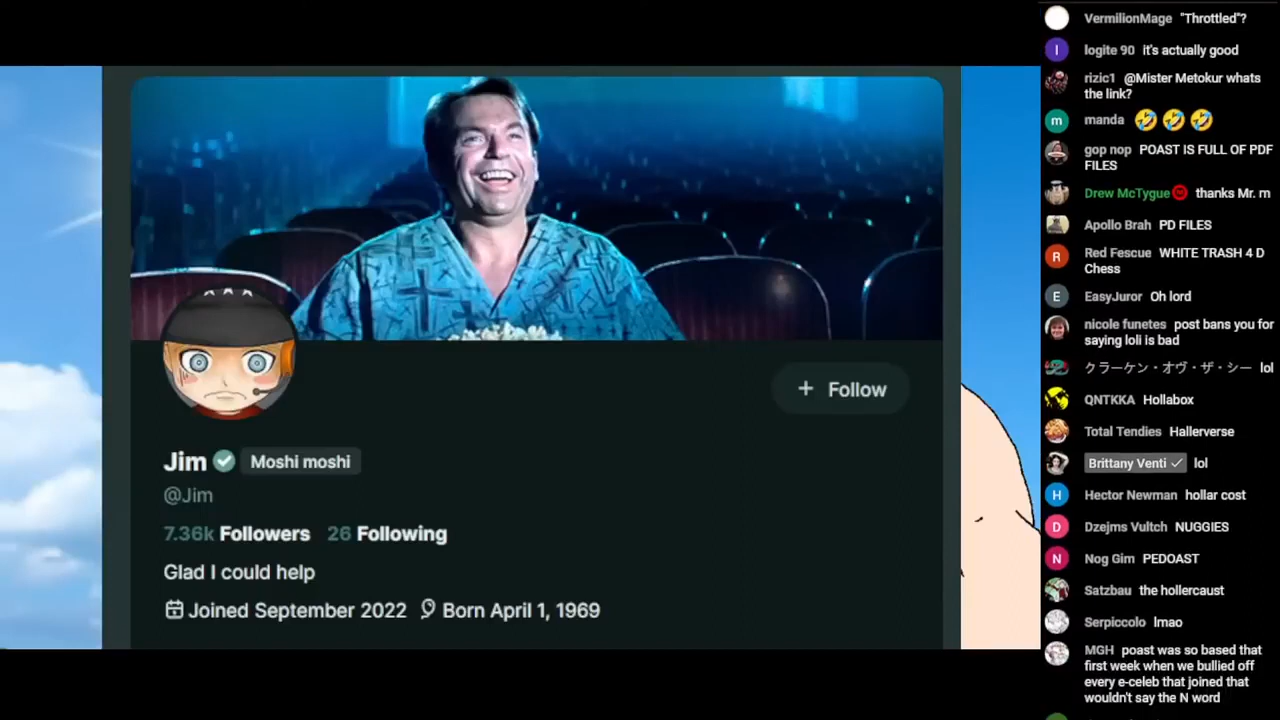 Follow
Jim Moshi moshi
@Jim
7.36k Followers 26 Following
Glad I could help
Joined September 2022 Born April 1, 1969
VermilionMage "Throttled"?
I logite 90 it's actually good
rizic1 @Mister Metokur whats
the link?
m manda
gop nop POAST IS FULL OF PDF
FILES
Drew McTygue thanks Mr. m
Apollo Brah PD FILES
R Red Fescue WHITE TRASH 4 D
Chess
E EasyJuror Oh lord
nicole funetes post bans you for
saying loli is bad
クラーケン・オヴ・ザ・シー lol
QNTKKA Hollabox
Total Tendies Hallerverse
Brittany Venti lol
H Hector Newman hollar cost
D Dzejms Vultch NUGGIES
N Nog Gim PEDOAST
Satzbau the hollercaust
Serpiccolo lmao
MGH poast was so based that
first week when we bullied off
every e-celeb that joined that
wouldn't say the N word